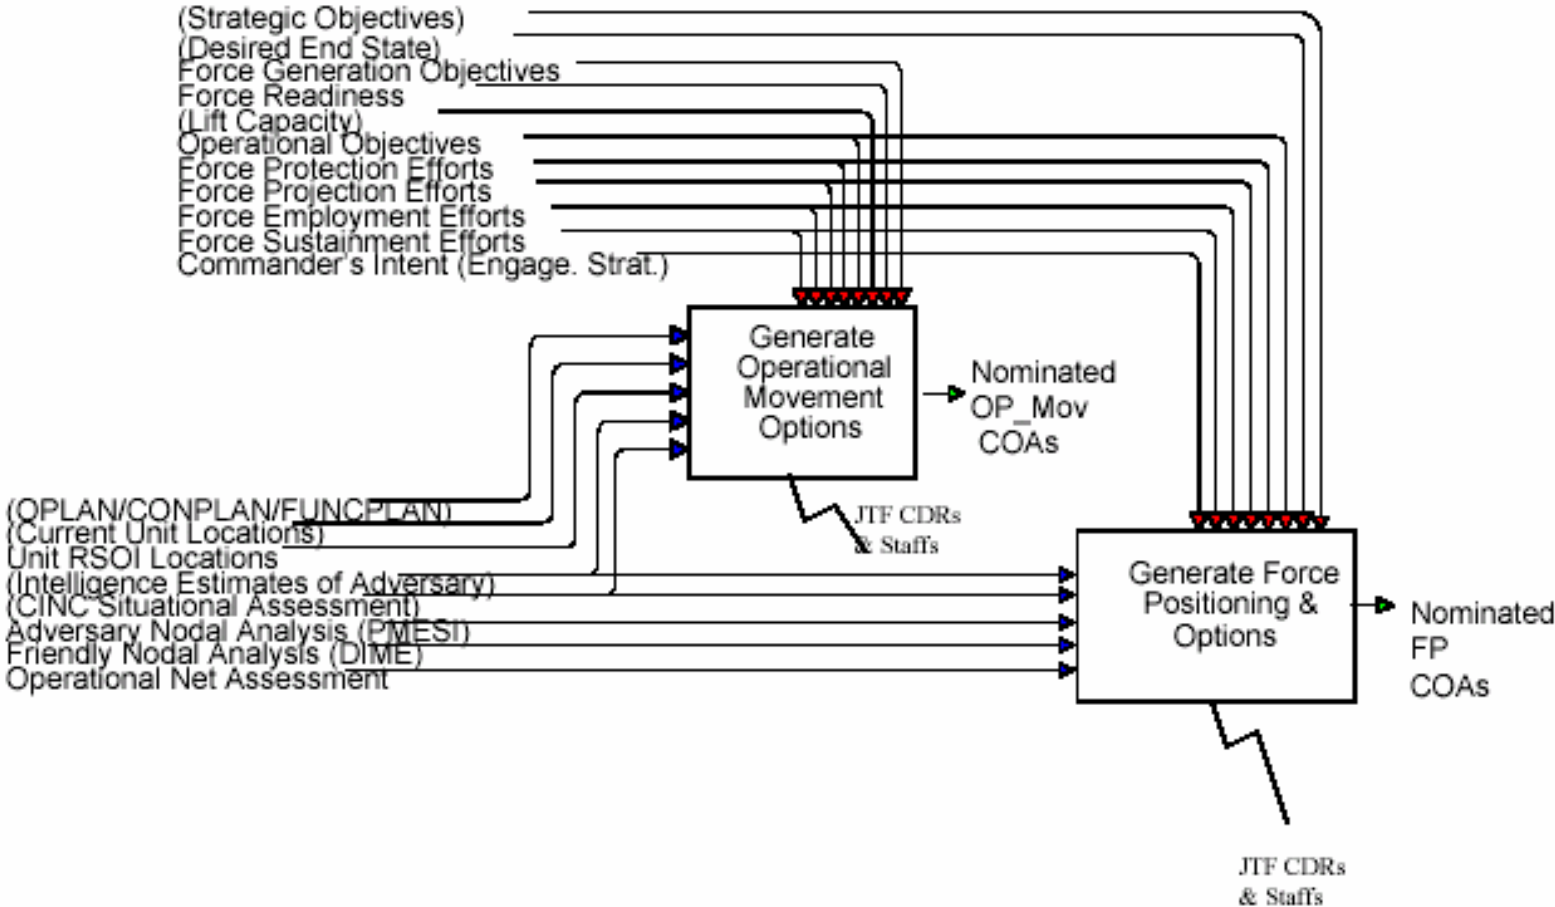 (Strategic Objectives)
(Desired End State)
Force Generation Objectives
Force Readiness
(Lift Capacity)
Operational Objectives
Force Protection Efforts
Force Projection Efforts
Force Employment Efforts
Force Sustainment Efforts
Commander's Intent (Engage. Strat.)
Generate
Operational
Movement
Options
Nominated
OP_Mov
COAs
JTF CDRs
& Staffs
(OPLAN/CONPLAN/FUNCPLAN)
(Current Unit Locations)
Unit RSOI Locations
(Intelligence Estimates of Adversary)
(CINC Situational Assessment)
Adversary Nodal Analysis (PMESI)
Friendly Nodal Analysis (DIME)
Operational Net Assessment
Generate Force
Positioning &
Options
Nominated
FP
COAs
JTF CDRs
& Staffs